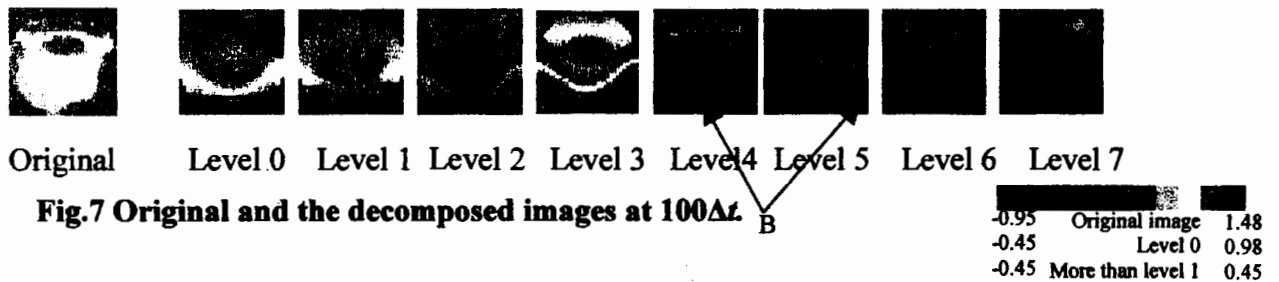 Original Level 0 Level 1 Level 2 Level 3 Level4 Level 5 Level 6 Level 7
Fig.7 Original and the decomposed images at 100Δt.
B
-0.95 Original image 1.48
-0.45 Level 0 0.98
-0.45 More than level 1 0.45